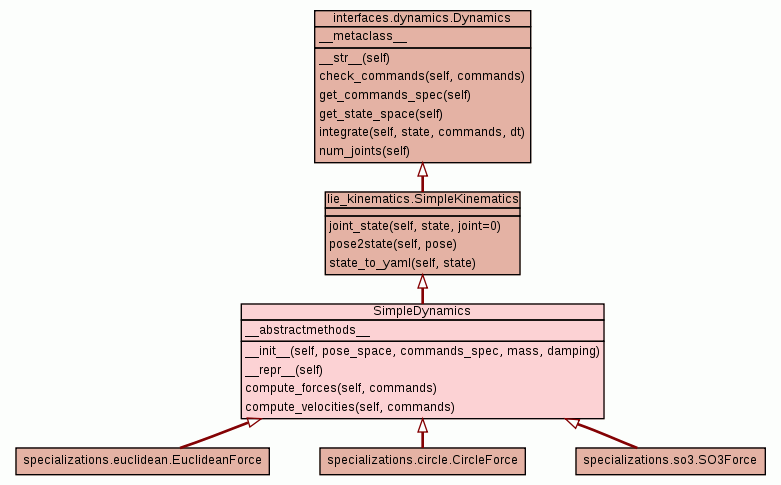 interfaces.dynamics.Dynamics
__metaclass__
__str__(self)
check_commands(self, commands)
get_commands_spec(self)
get_state_space(self)
integrate(self, state, commands, dt)
num_joints(self)
lie_kinematics.SimpleKinematics
joint_state(self, state, joint=0)
pose2state(self, pose)
state_to_yaml(self, state)
SimpleDynamics
__abstractmethods__
__init__(self, pose_space, commands_spec, mass, damping)
__repr__(self)
compute_forces(self, commands)
compute_velocities(self, commands)
specializations.euclidean.EuclideanForce
specializations.circle.CircleForce
specializations.so3.SO3Force